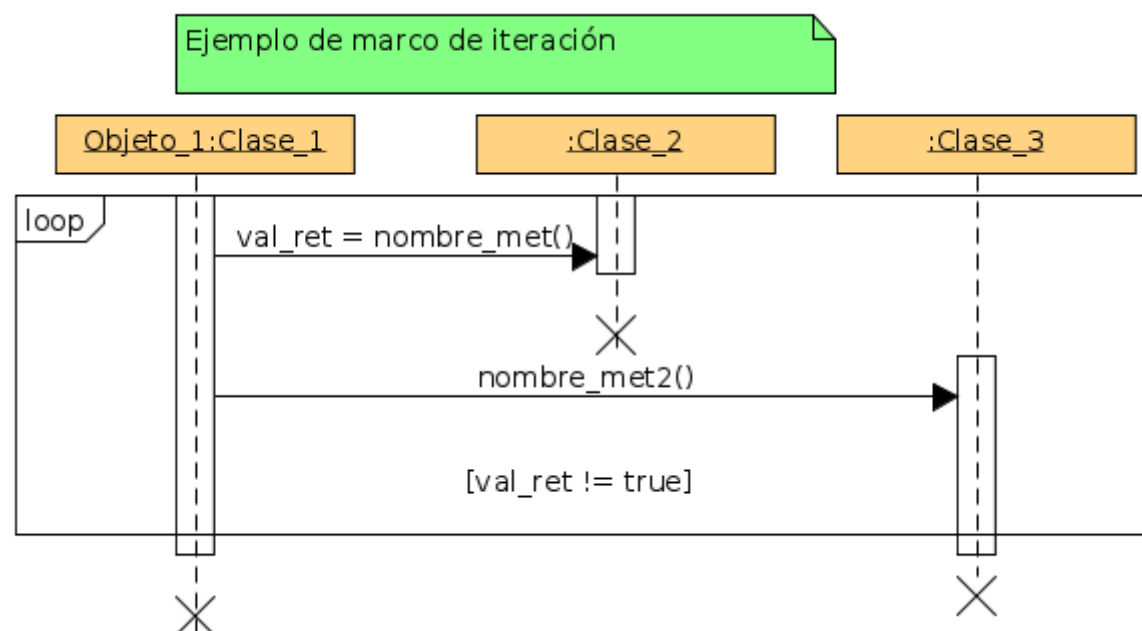 Ejemplo de marco de iteración
Objeto_1:Clase_1
:Clase_2
:Clase_3
loop
val_ret = nombre_met()
nombre_met2()
[val_ret != true]